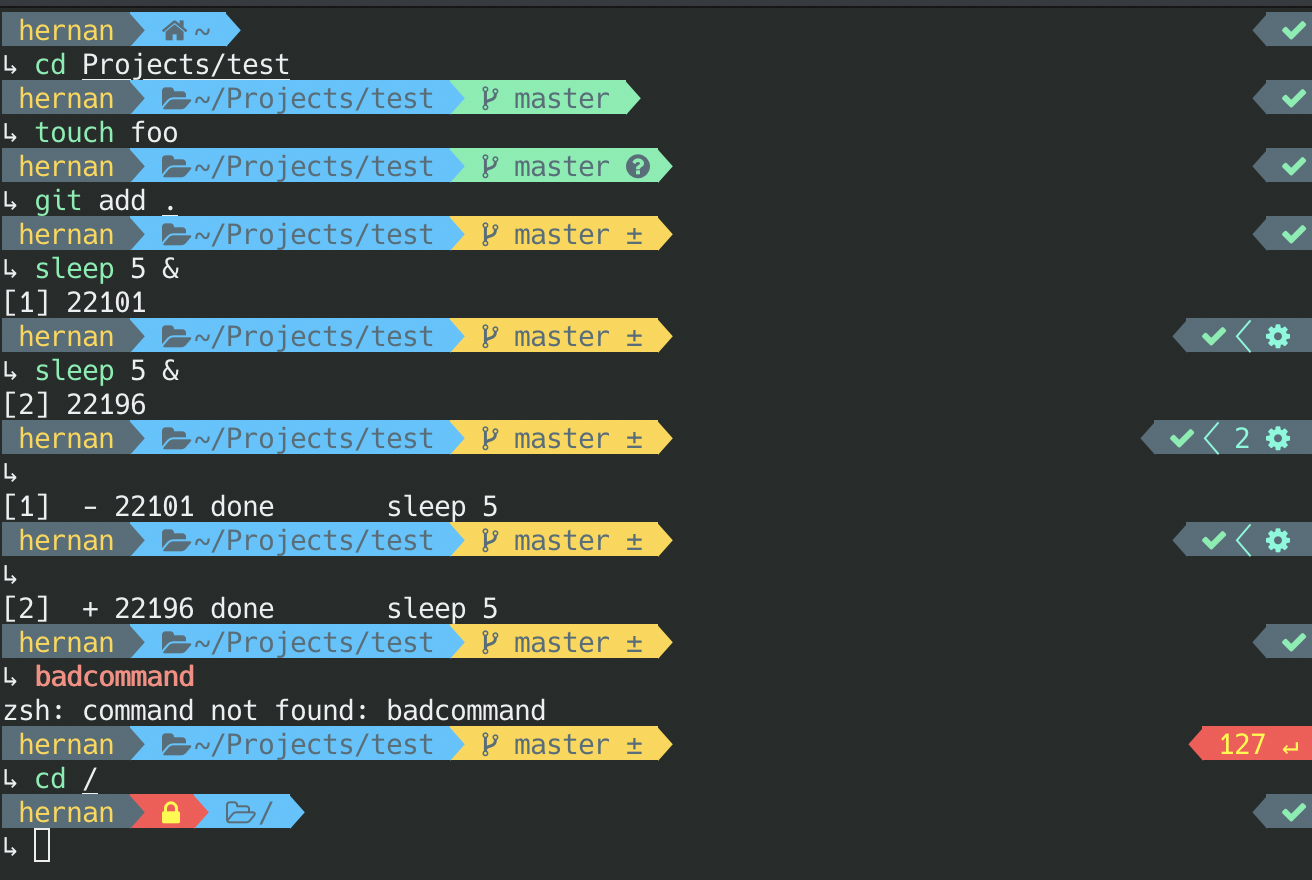 hernan ~
↳ cd Projects/test
hernan ~/Projects/test master
↳ touch foo
hernan ~/Projects/test master ?
↳ git add .
hernan ~/Projects/test master ±
↳ sleep 5 &
[1] 22101
hernan ~/Projects/test master ±
↳ sleep 5 &
[2] 22196
hernan ~/Projects/test master ± 2
↳
[1]  - 22101 done       sleep 5
hernan ~/Projects/test master ±
↳
[2]  + 22196 done       sleep 5
hernan ~/Projects/test master ±
↳ badcommand
zsh: command not found: badcommand
hernan ~/Projects/test master ± 127 ↵
↳ cd /
hernan /
↳